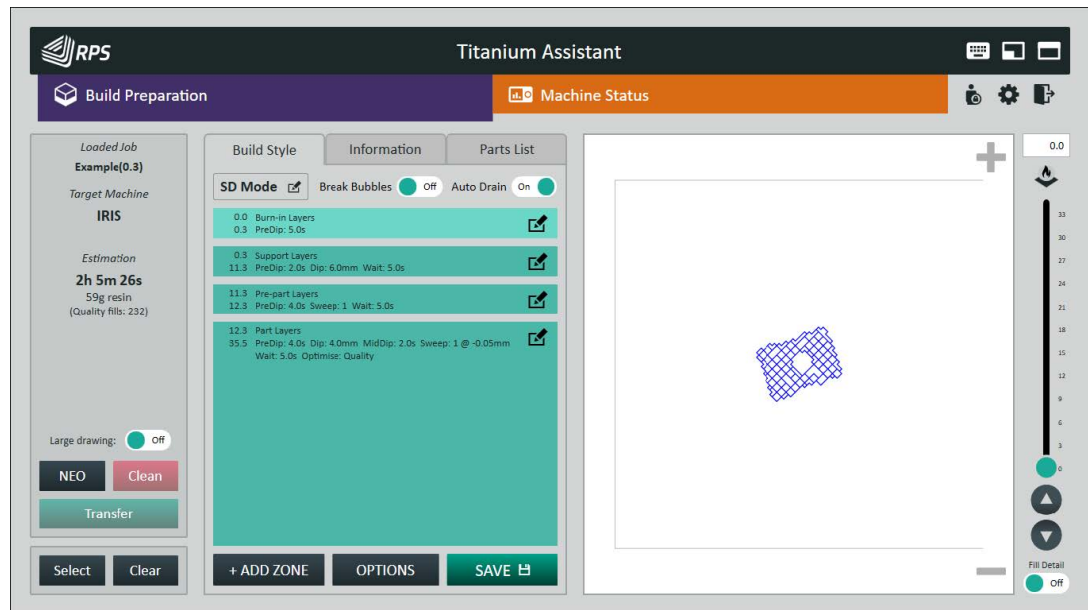 RPS
Titanium Assistant
Build Preparation
Machine Status
Loaded Job
Example(0.3)
Target Machine
IRIS
Estimation
2h 5m 26s
59g resin
(Quality fills: 232)
Large drawing: Off
NEO
Clean
Transfer
Select
Clear
Build Style
Information
Parts List
SD Mode
Break Bubbles Off
Auto Drain On
0.0 Burn-in Layers
0.3 PreDip: 5.0s
0.3 Support Layers
11.3 PreDip: 2.0s Dip: 6.0mm Wait: 5.0s
11.3 Pre-part Layers
12.3 PreDip: 4.0s Sweep: 1 Wait: 5.0s
12.3 Part Layers
35.5 PreDip: 4.0s Dip: 4.0mm MidDip: 2.0s Sweep: 1 @ -0.05mm
Wait: 5.0s Optimise: Quality
+ ADD ZONE
OPTIONS
SAVE
0.0
33
30
27
24
21
18
15
12
9
6
3
0
Fill Detail
Off